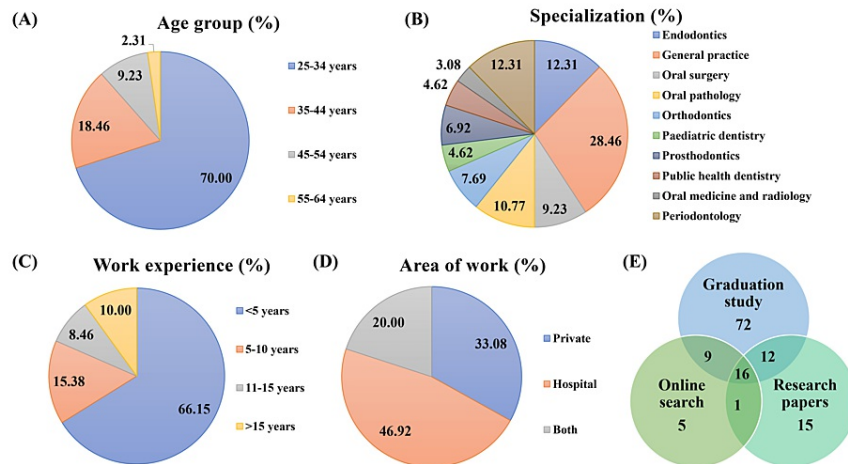 (A) Age group (%)
2.31
9.23
18.46
70.00
25-34 years
35-44 years
45-54 years
55-64 years
(B) Specialization (%)
3.08
4.62
6.92
4.62
7.69
10.77
9.23
28.46
12.31
12.31
Endodontics
General practice
Oral surgery
Oral pathology
Orthodontics
Paediatric dentistry
Prosthodontics
Public health dentistry
Oral medicine and radiology
Periodontology
(C) Work experience (%)
10.00
8.46
15.38
66.15
<5 years
5-10 years
11-15 years
>15 years
(D) Area of work (%)
20.00
33.08
46.92
Private
Hospital
Both
(E)
Graduation
study
72
9
12
16
Online
search
5
1
Research
papers
15